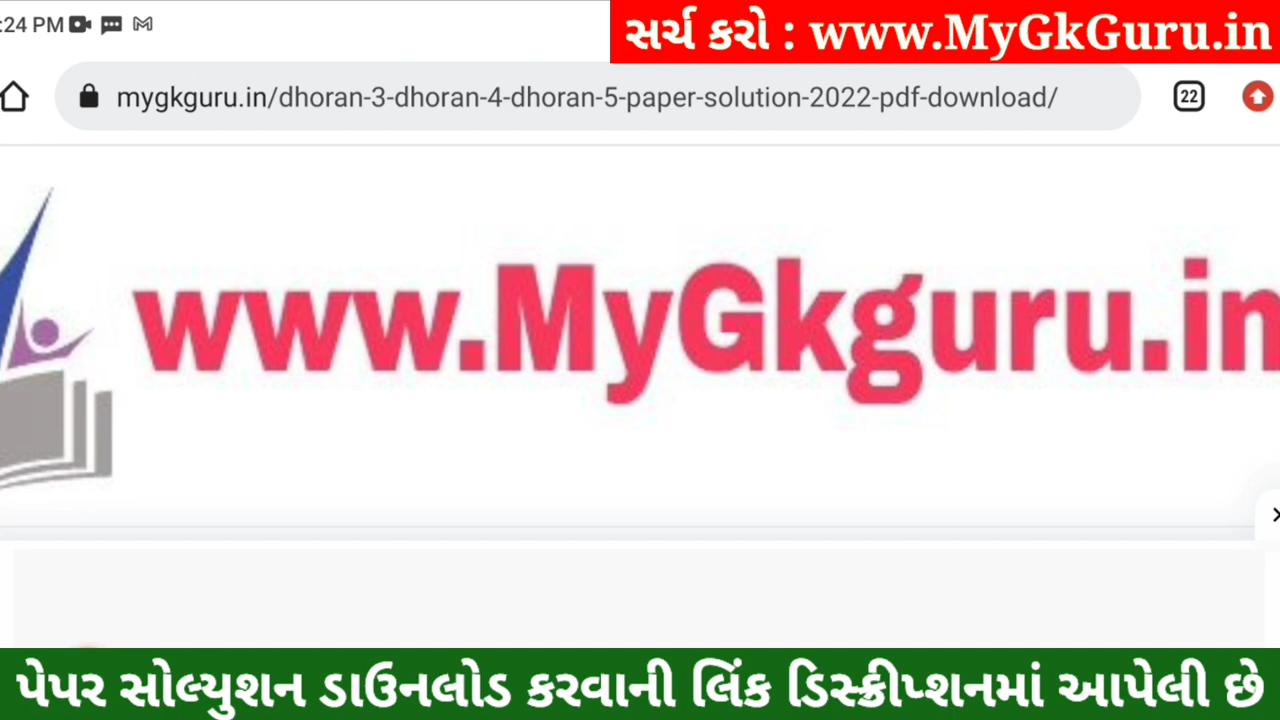 :24 PM
સર્ચ કરો : www.MyGkGuru.in
mygkguru.in/dhoran-3-dhoran-4-dhoran-5-paper-solution-2022-pdf-download/
22
www.MyGkguru.in
પેપર સોલ્યુશન ડાઉનલોડ કરવાની લિંક ડિસ્ક્રીપ્શનમાં આપેલી છે